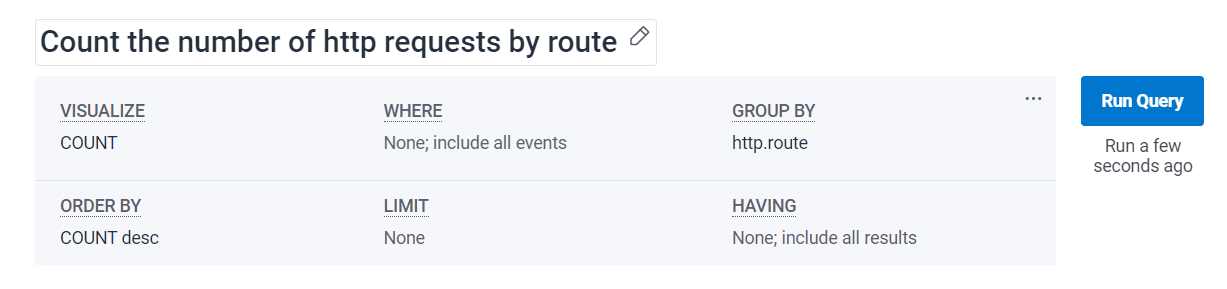 Count the number of http requests by route
VISUALIZE
COUNT
WHERE
None; include all events
GROUP BY
http.route
...
ORDER BY
COUNT desc
LIMIT
None
HAVING
None; include all results
Run Query
Run a few
seconds ago